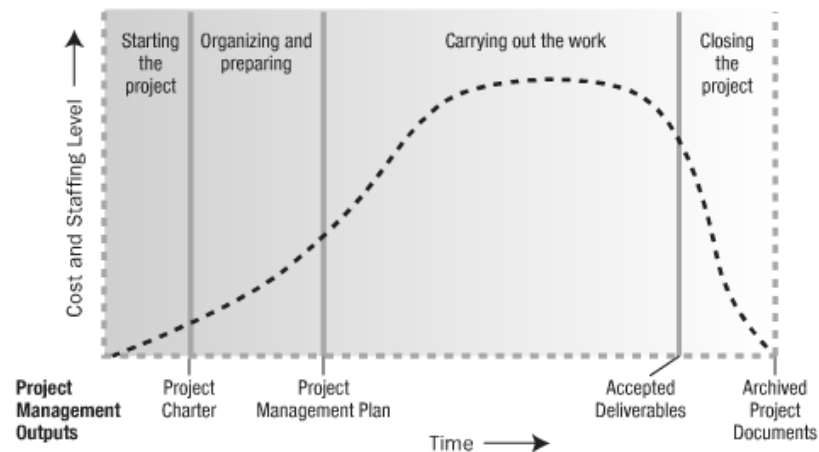 Starting
the
project
Organizing and
preparing
Carrying out the work
Closing
the
project
Cost and Staffing Level
Project
Management
Outputs
Project
Charter
Project
Management Plan
Accepted
Deliverables
Archived
Project
Documents
Time